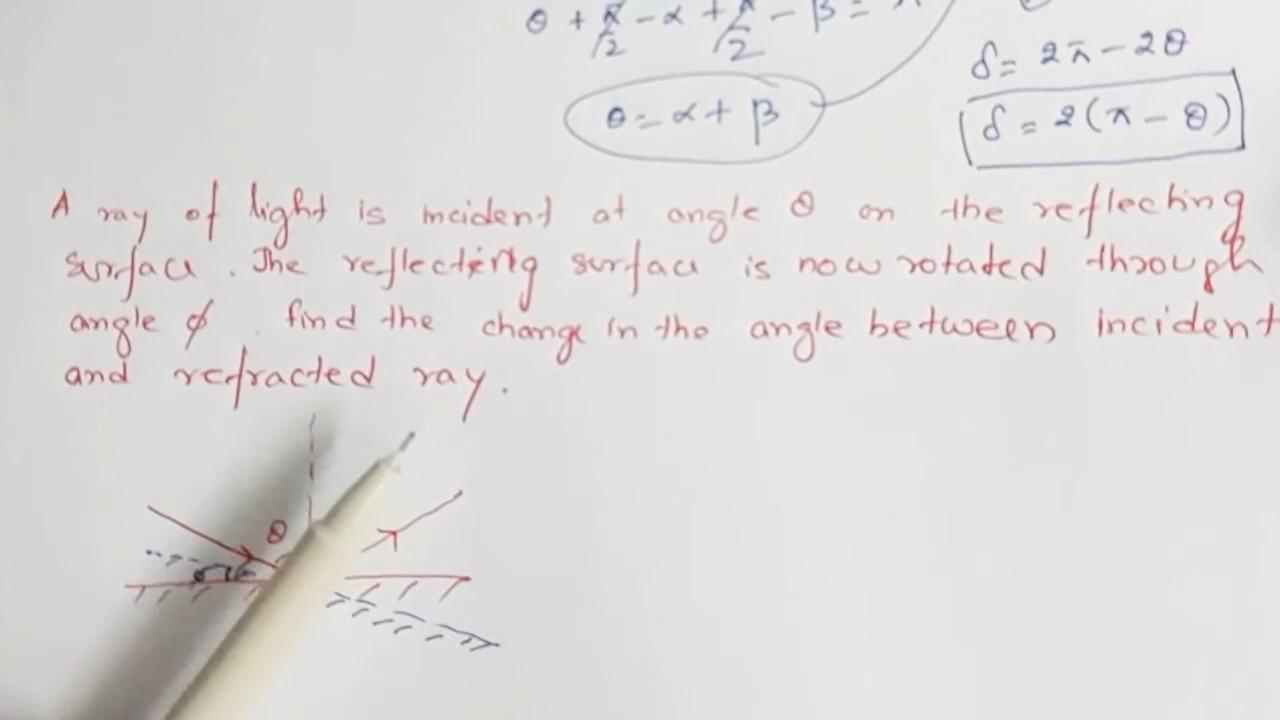 θ + π/2 - α + π/2 - β = π
δ = 2π - 2θ
θ = α + β
δ = 2(π - θ)
A ray of light is incident at angle θ on the reflecting
surface. The reflecting surface is now rotated through
angle ϕ. find the change in the angle between incident
and refracted ray.
θ